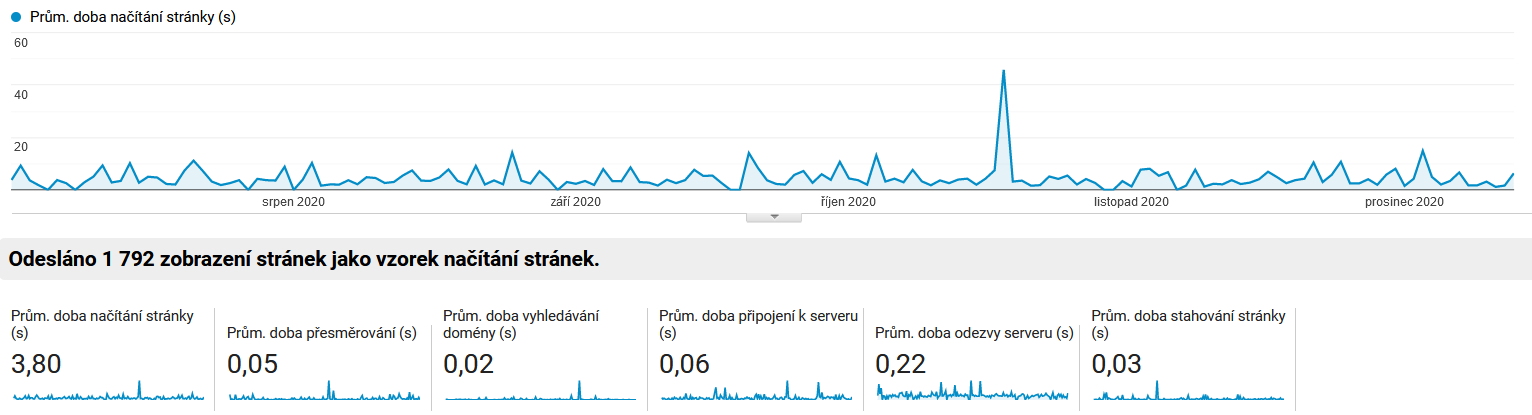 Prům. doba načítání stránky (s)
60
40
20
srpen 2020
září 2020
říjen 2020
listopad 2020
prosinec 2020
Odesláno 1 792 zobrazení stránek jako vzorek načítání stránek.
Prům. doba načítání stránky
(s)
3,80
Prům. doba přesměrování (s)
0,05
Prům. doba vyhledávání
domény (s)
0,02
Prům. doba připojení k serveru
(s)
0,06
Prům. doba odezvy serveru (s)
0,22
Prům. doba stahování stránky
(s)
0,03